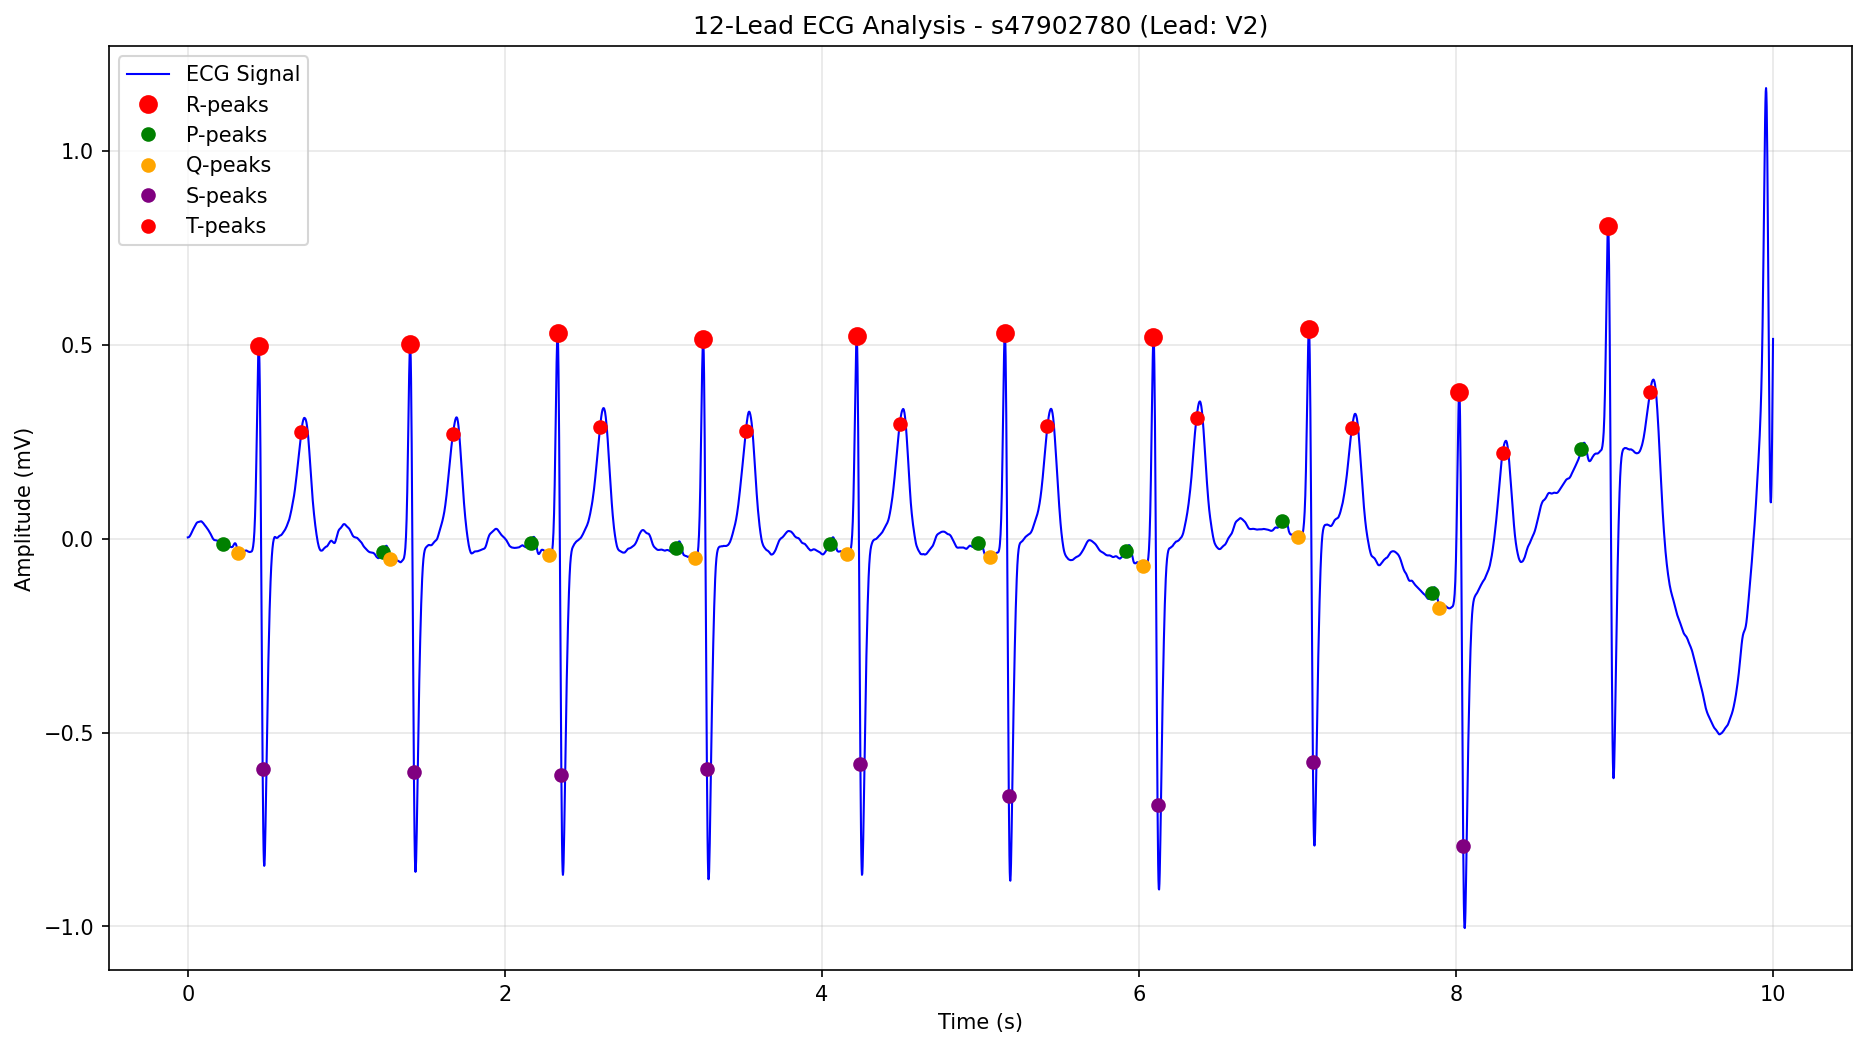 12-Lead ECG Analysis - s47902780 (Lead: V2)
ECG Signal
R-peaks
P-peaks
Q-peaks
S-peaks
T-peaks
Amplitude (mV)
1.0
0.5
0.0
−0.5
−1.0
0 2 4 6 8 10
Time (s)